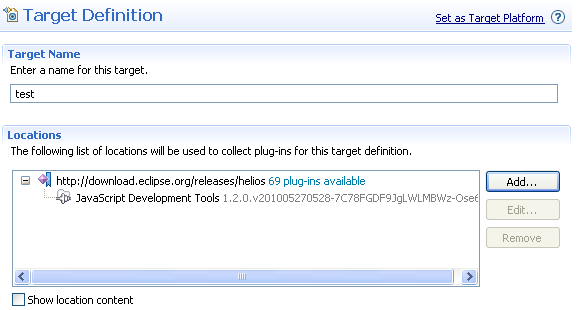 Target Definition
Set as Target Platform
Target Name
Enter a name for this target.
test
Locations
The following list of locations will be used to collect plug-ins for this target definition.
http://download.eclipse.org/releases/helios 69 plug-ins available
Add...
JavaScript Development Tools 1.2.0.v201005270528-7C78FGDF9JgLWLMBWz-Ose6
Edit...
Remove
Show location content